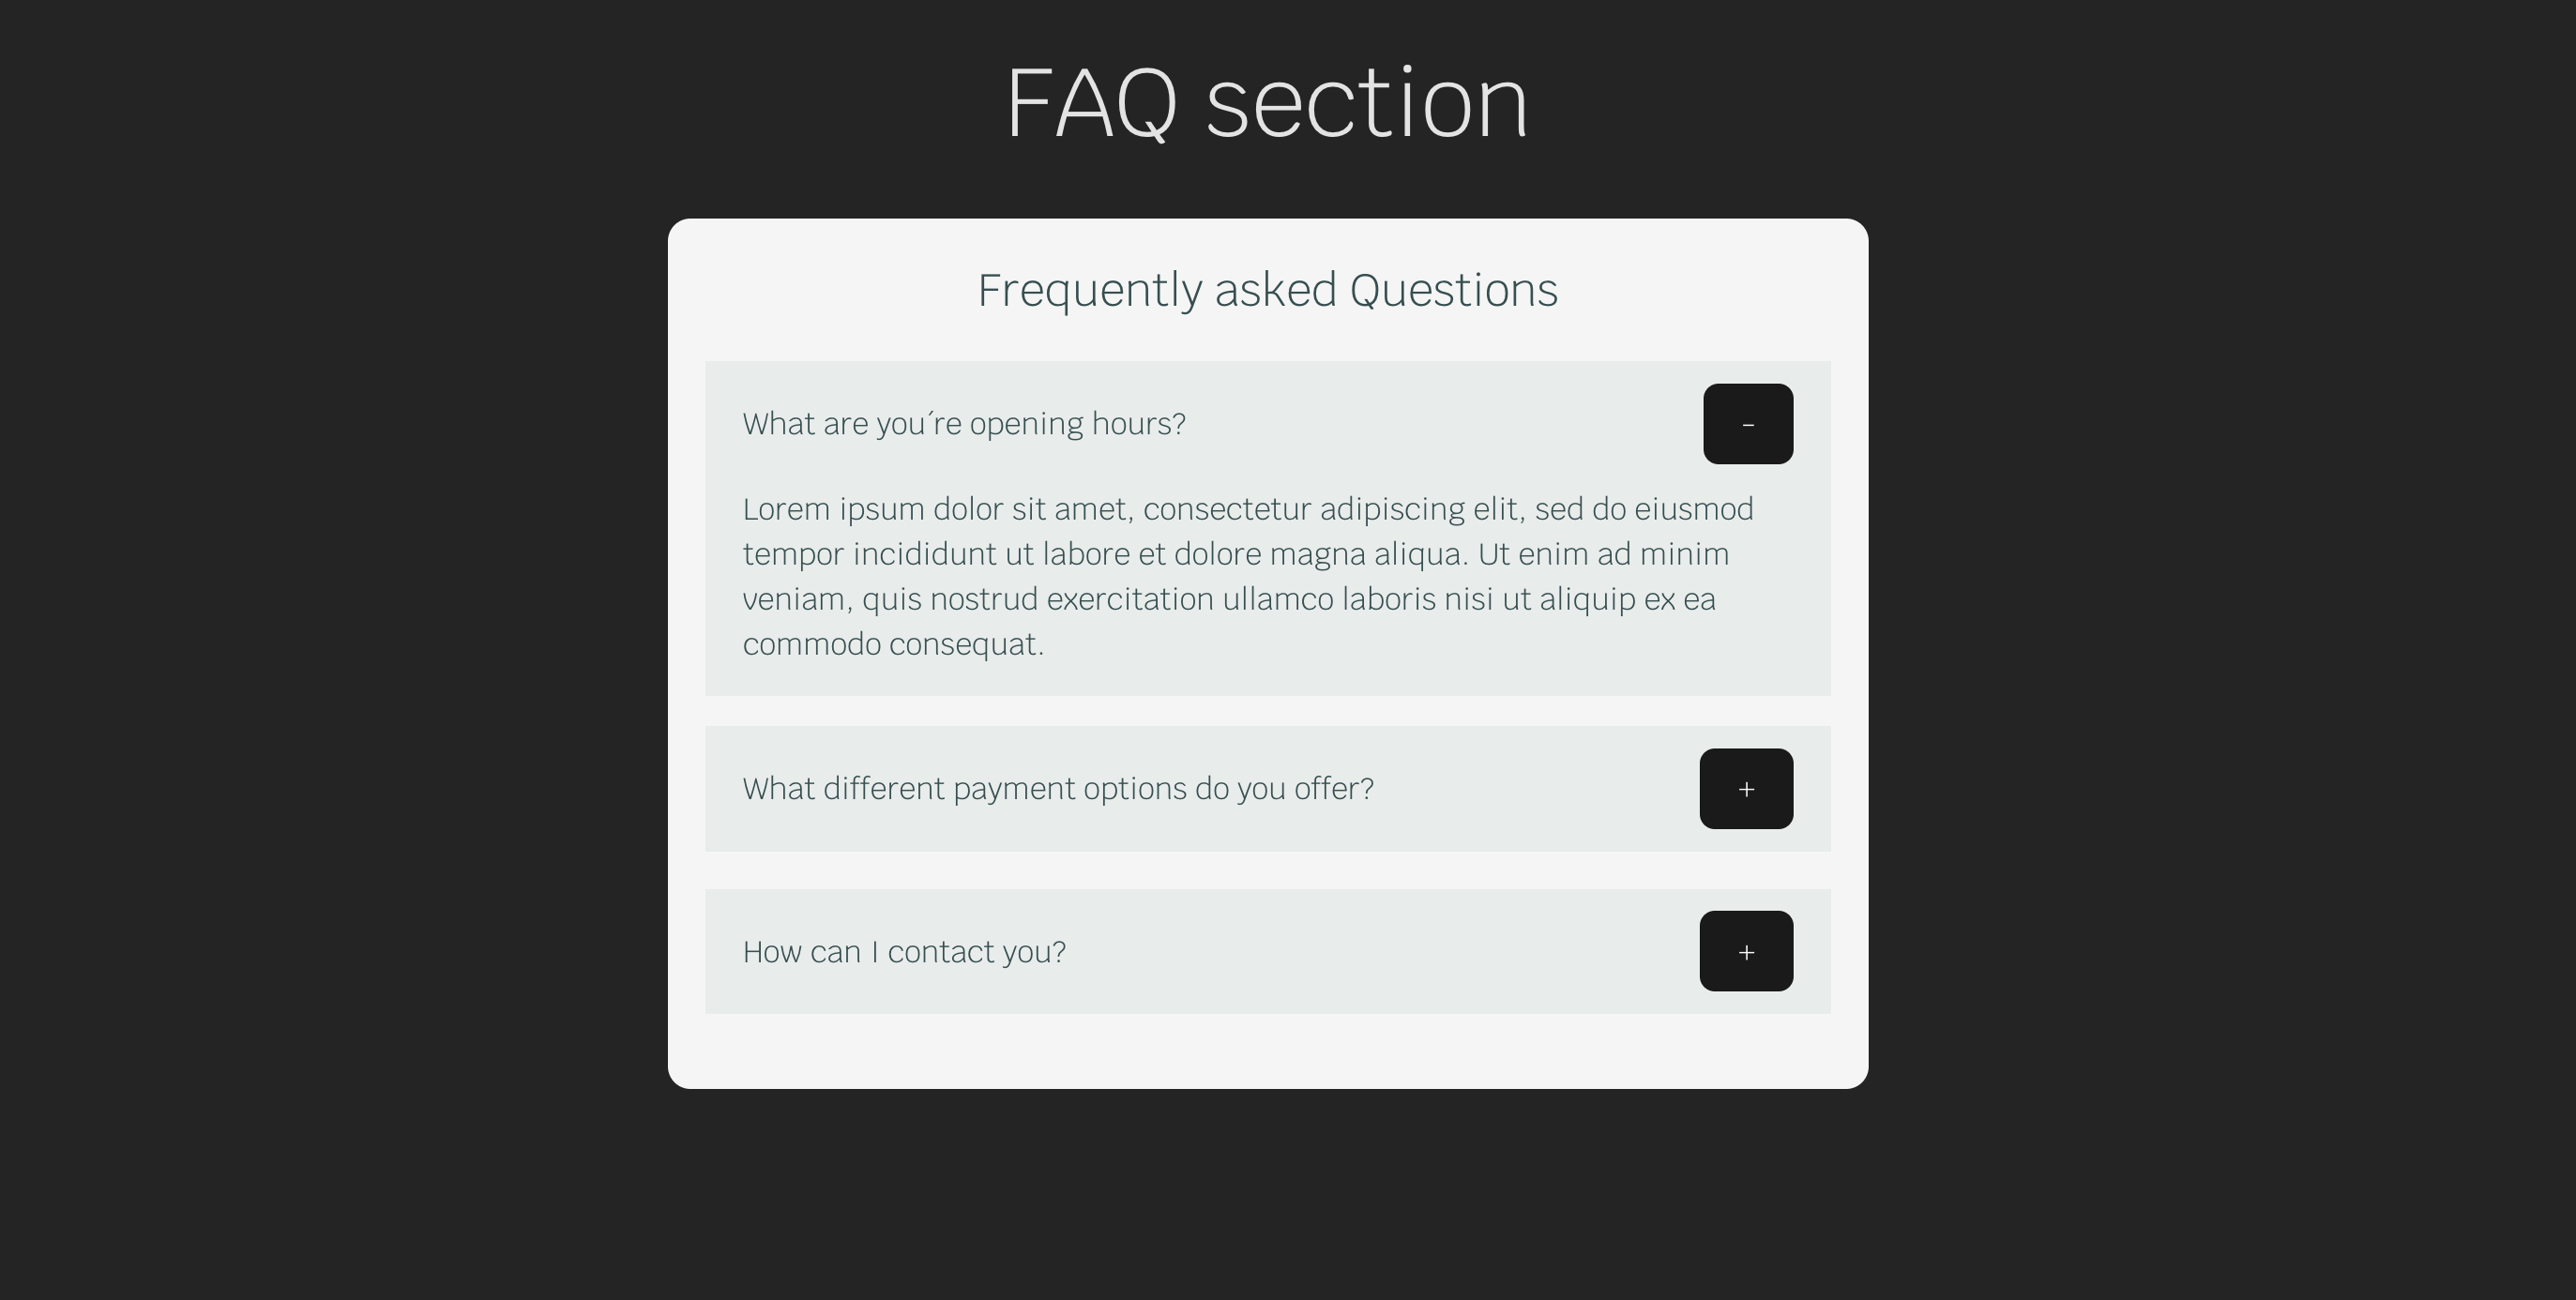 FAQ section
Frequently asked Questions
What are you´re opening hours?
-
Lorem ipsum dolor sit amet, consectetur adipiscing elit, sed do eiusmod
tempor incididunt ut labore et dolore magna aliqua. Ut enim ad minim
veniam, quis nostrud exercitation ullamco laboris nisi ut aliquip ex ea
commodo consequat.
What different payment options do you offer?
+
How can I contact you?
+